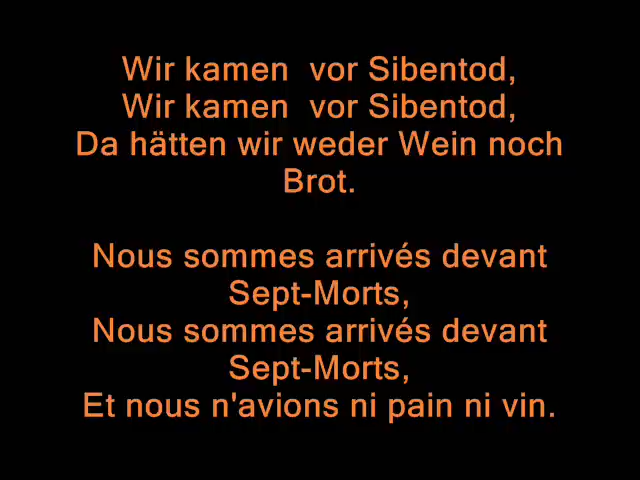 Wir kamen  vor Sibentod,
Wir kamen  vor Sibentod,
Da hätten wir weder Wein noch
Brot.
Nous sommes arrivés devant
Sept-Morts,
Nous sommes arrivés devant
Sept-Morts,
Et nous n'avions ni pain ni vin.